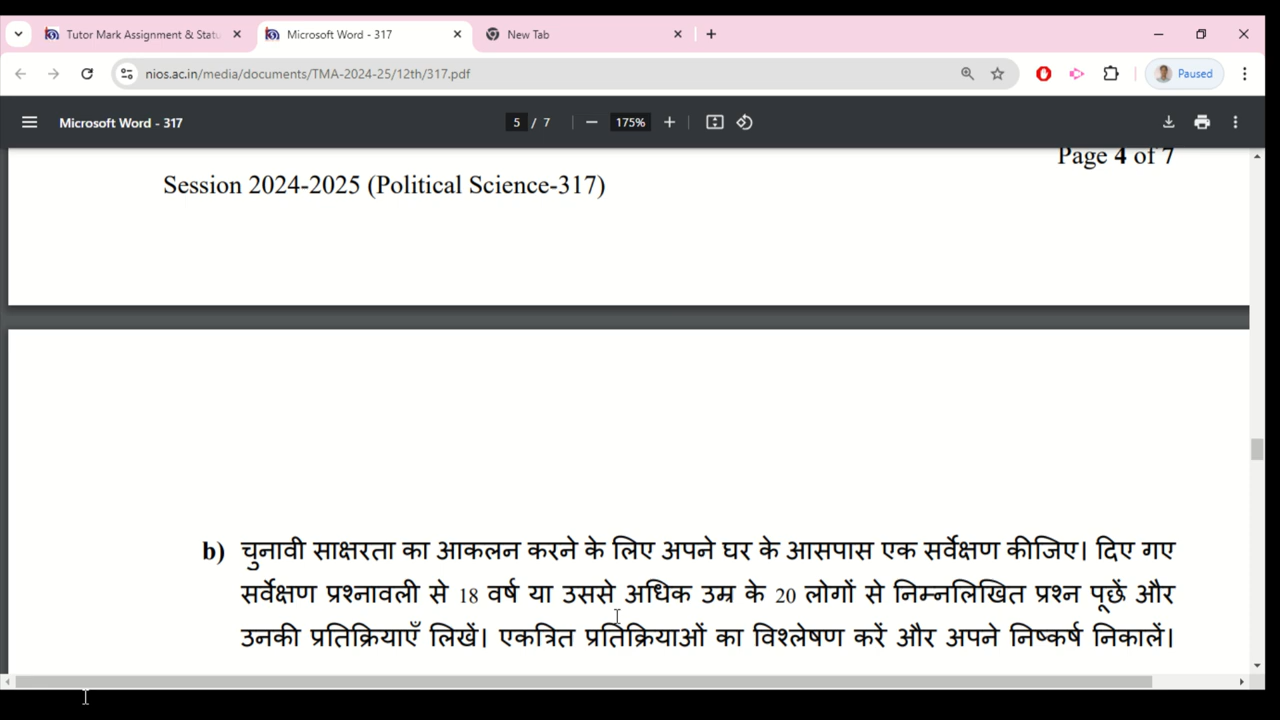 Tutor Mark Assignment & Statu
Microsoft Word - 317
New Tab
nios.ac.in/media/documents/TMA-2024-25/12th/317.pdf
Paused
Microsoft Word - 317
5 / 7
175%
Page 4 of 7
Session 2024-2025 (Political Science-317)
b) चुनावी साक्षरता का आकलन करने के लिए अपने घर के आसपास एक सर्वेक्षण कीजिए। दिए गए
सर्वेक्षण प्रश्नावली से 18 वर्ष या उससे अधिक उम्र के 20 लोगों से निम्नलिखित प्रश्न पूछें और
उनकी प्रतिक्रियाएँ लिखें। एकत्रित प्रतिक्रियाओं का विश्लेषण करें और अपने निष्कर्ष निकालें।